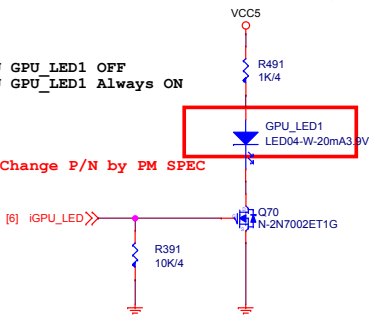 VCC5
R491
1K/4
GPU_LED1 OFF
GPU_LED1 Always ON
GPU_LED1
LED04-W-20mA3.9V
Change P/N by PM SPEC
[6] iGPU_LED
Q70
N-2N7002ET1G
R391
10K/4